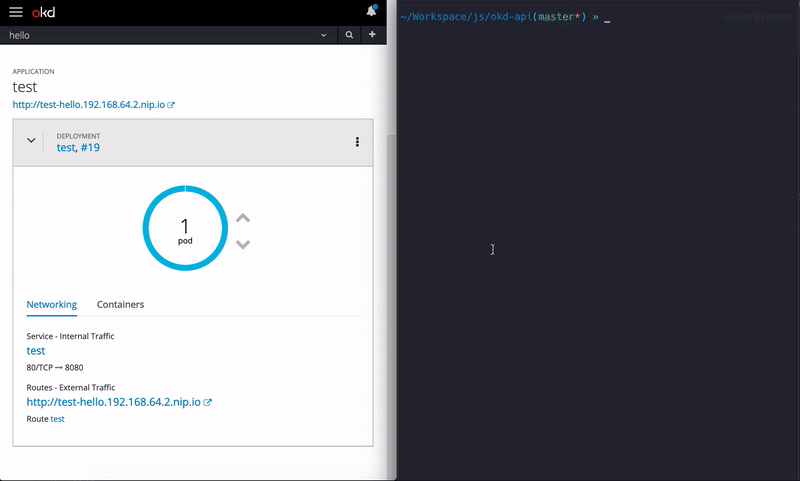 okd
hello
APPLICATION
test
http://test-hello.192.168.64.2.nip.io
DEPLOYMENT
test, #19
1
pod
Networking
Containers
Service - Internal Traffic
test
80/TCP → 8080
Routes - External Traffic
http://test-hello.192.168.64.2.nip.io
Route test
~/Workspace/js/okd-api(master*) » _